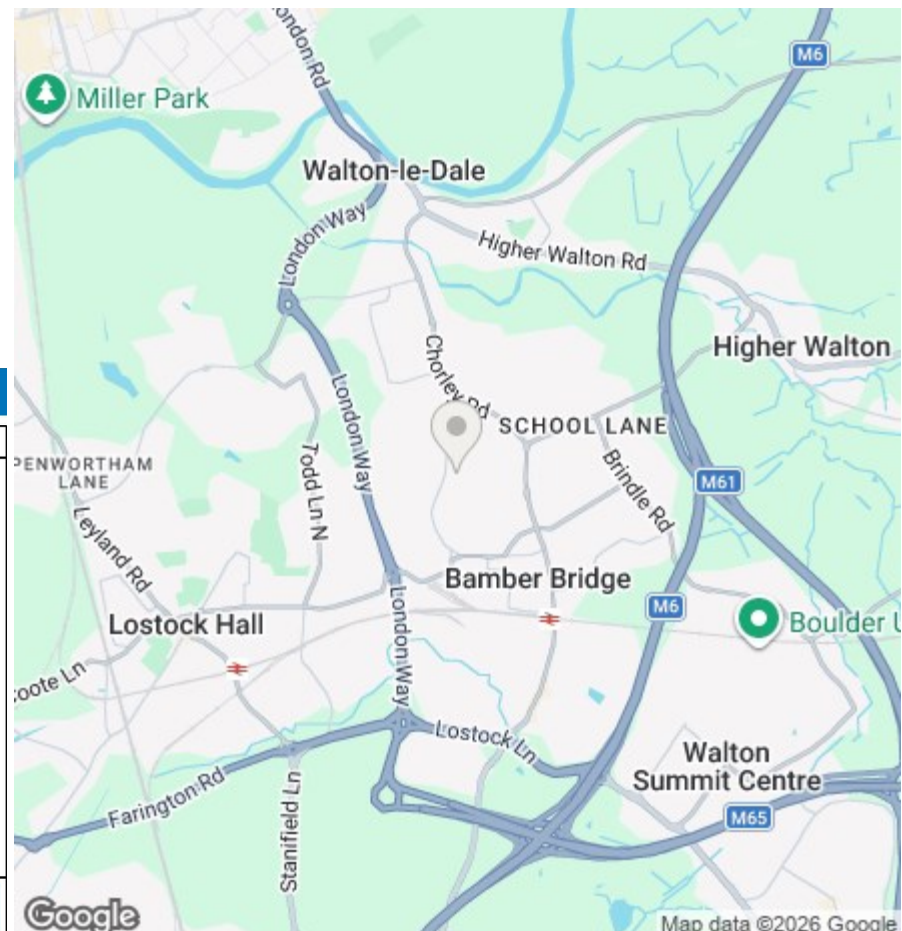 London Rd
M6
Miller Park
Walton-le-Dale
London Way
Higher Walton Rd
Higher Walton
Chorley Rd
London Way
SCHOOL LANE
PENWORTHAM
LANE
Todd Ln N
Brindle Rd
M61
Leyland Rd
Bamber Bridge
M6
Lostock Hall
Boulder U
London Way
coote Ln
Lostock Ln
Walton
Summit Centre
Farington Rd
Stanifield Ln
M65
Google
Map data ©2026 Google